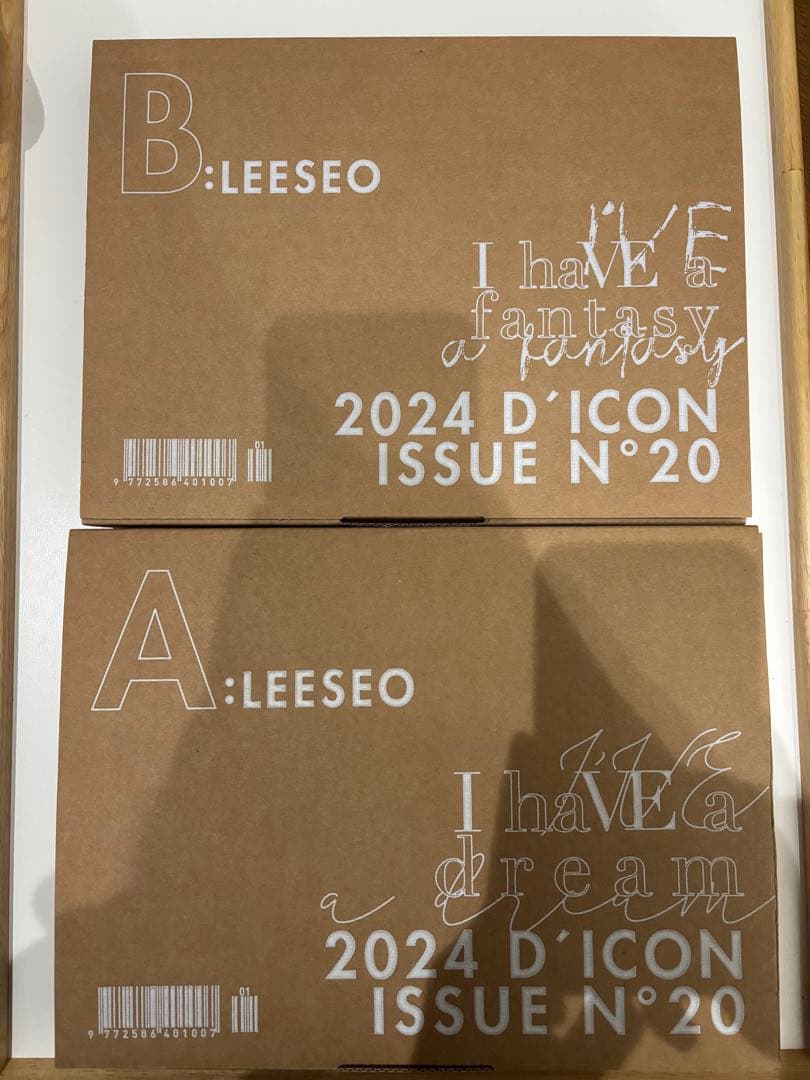 B:LEESEO
I'VE
I haVE a
fantasy
a fantasy
2024 D´ICON
ISSUE N°20
01
9 772586 401007
A:LEESEO
I'VE
I haVE a
dream
a dream
2024 D´ICON
ISSUE N°20
01
9 772586 401007